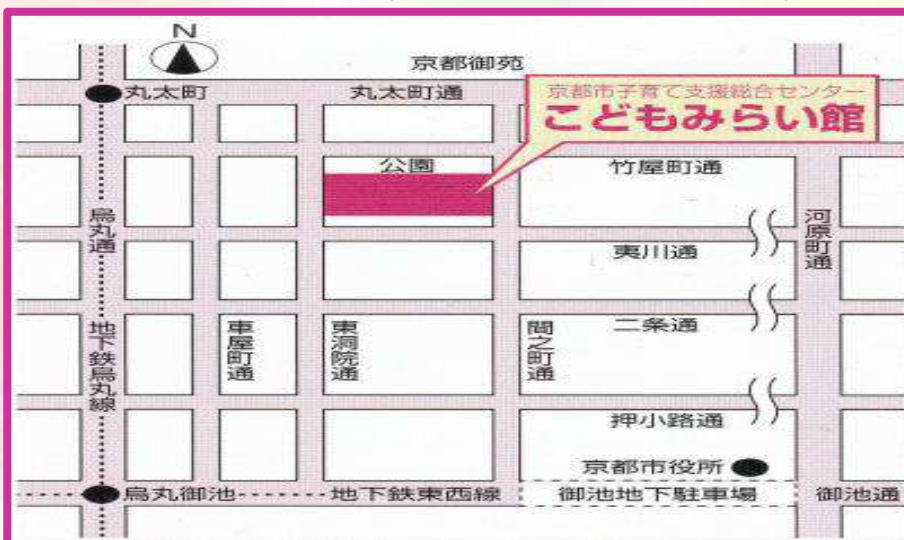 N
京都御苑
丸太町
丸太町通
京都市子育て支援総合センター
こどもみらい館
公園
竹屋町通
烏丸通
河原町通
夷川通
地下鉄烏丸線
車屋町通
東洞院通
間之町通
二条通
押小路通
京都市役所
烏丸御池
地下鉄東西線
御池地下駐車場
御池通